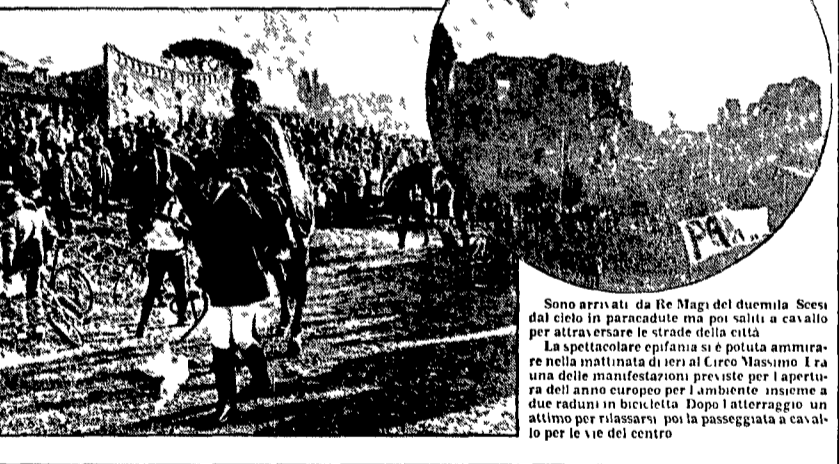 PA
Sono arrivati da Re Magi del duemila Scesi
dal cielo in paracadute ma poi saliti a cavallo
per attraversare le strade della città
La spettacolare epifania si è potuta ammira-
re nella mattinata di ieri al Circo Massimo Era
una delle manifestazioni previste per l apertu-
ra dell anno europeo per l ambiente insieme a
due raduni in bicicletta Dopo l atterraggio un
attimo per rilassarsi poi la passeggiata a caval-
lo per le vie del centro